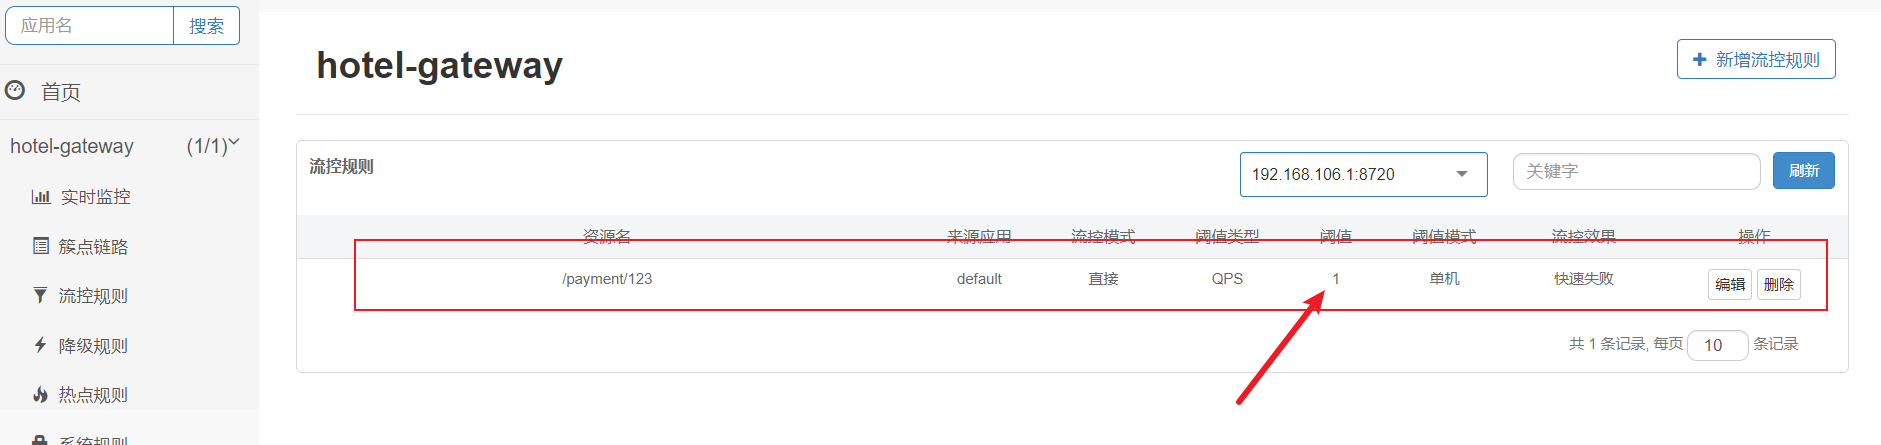 应用名 搜索
首页
hotel-gateway (1/1)
实时监控
簇点链路
流控规则
降级规则
热点规则
系统规则
hotel-gateway
新增流控规则
流控规则 192.168.106.1:8720 关键字 刷新
资源名 来源应用 流控模式 阈值类型 阈值 阈值模式 流控效果 操作
/payment/123 default 直接 QPS 1 单机 快速失败 编辑 删除
共 1 条记录, 每页 10 条记录